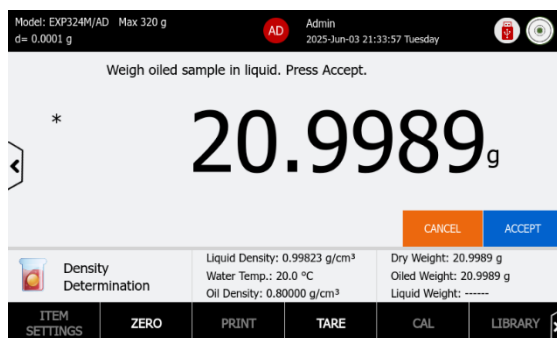 Model: EXP324M/AD Max 320 g
d= 0.0001 g
AD
Admin
2025-Jun-03 21:33:57 Tuesday
Weigh oiled sample in liquid. Press Accept.
* 20.9989 g
CANCEL ACCEPT
Density
Determination
Liquid Density: 0.99823 g/cm³
Water Temp.: 20.0 °C
Oil Density: 0.80000 g/cm³
Dry Weight: 20.9989 g
Oiled Weight: 20.9989 g
Liquid Weight: ------
ITEM
SETTINGS
ZERO PRINT TARE CAL LIBRARY